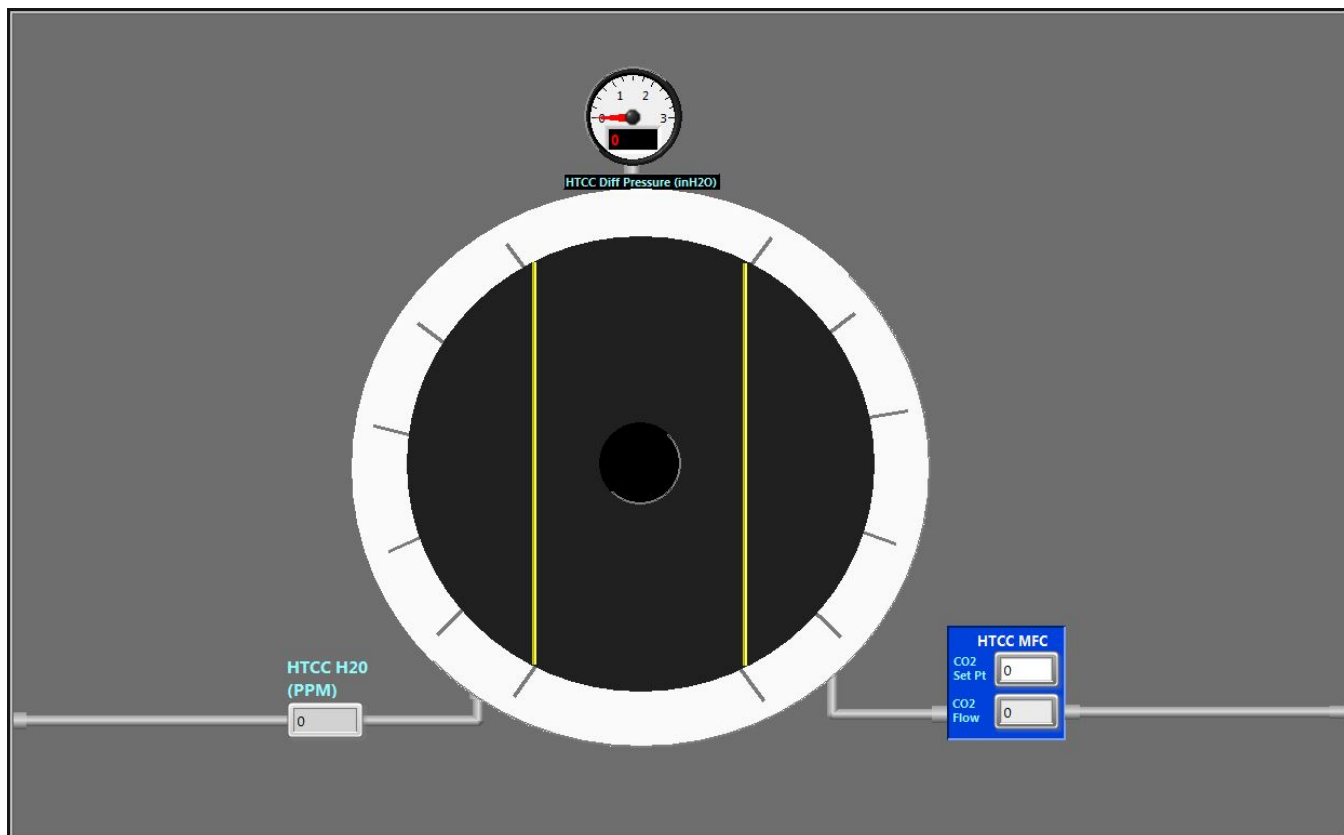 1 2
0 3
0
HTCC Diff Pressure (inH2O)
HTCC H20
(PPM)
0
HTCC MFC
CO2
Set Pt
0
CO2
Flow
0